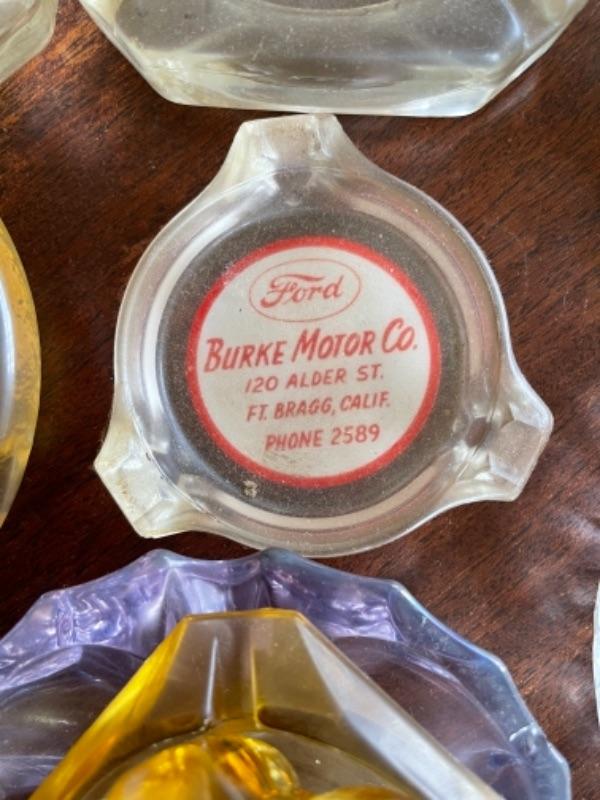 Ford
BURKE MOTOR CO.
120 ALDER ST.
FT. BRAGG, CALIF.
PHONE 2589